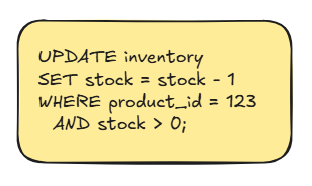 UPDATE inventory
SET stock = stock - 1
WHERE product_id = 123
AND stock > 0;